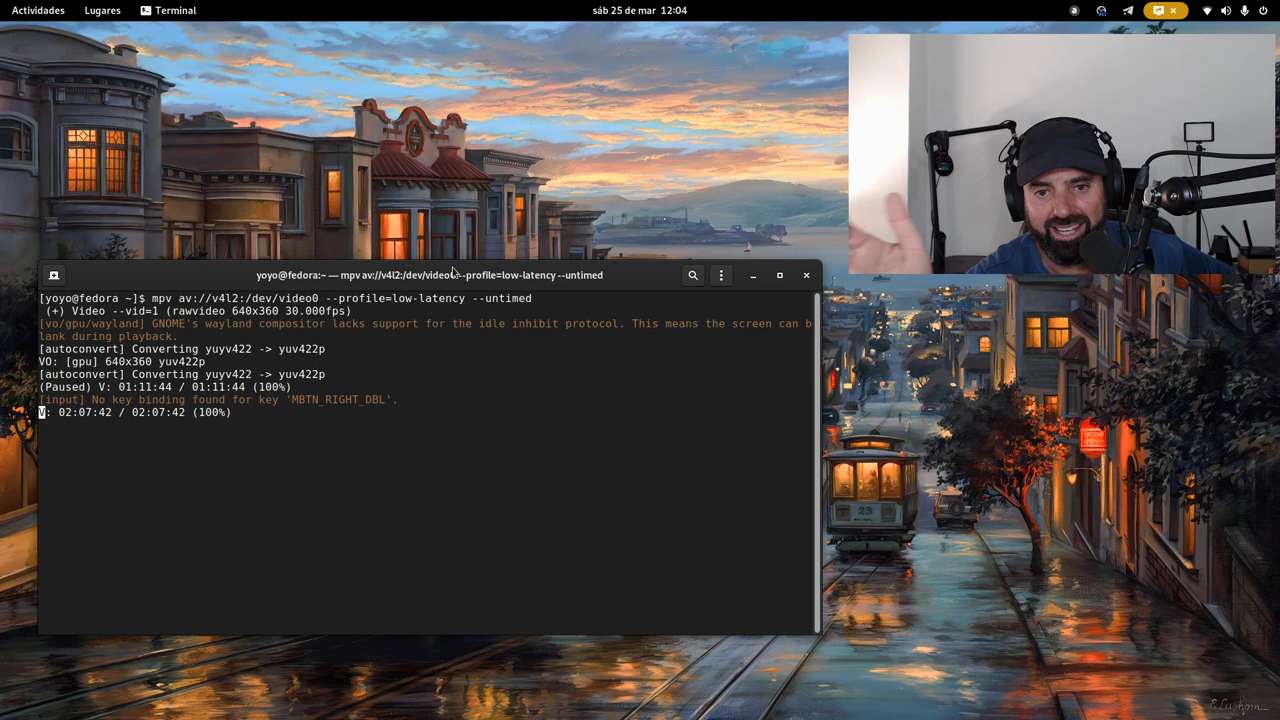 Actividades Lugares Terminal sáb 25 de mar 12:04
yoyo@fedora:~ — mpv av://v4l2:/dev/video0 --profile=low-latency --untimed
[yoyo@fedora ~]$ mpv av://v4l2:/dev/video0 --profile=low-latency --untimed
(+) Video --vid=1 (rawvideo 640x360 30.000fps)
[vo/gpu/wayland] GNOME's wayland compositor lacks support for the idle inhibit protocol. This means the screen can b
lank during playback.
[autoconvert] Converting yuyv422 -> yuv422p
VO: [gpu] 640x360 yuv422p
[autoconvert] Converting yuyv422 -> yuv422p
(Paused) V: 01:11:44 / 01:11:44 (100%)
[input] No key binding found for key 'MBTN_RIGHT_DBL'.
V: 02:07:42 / 02:07:42 (100%)
23